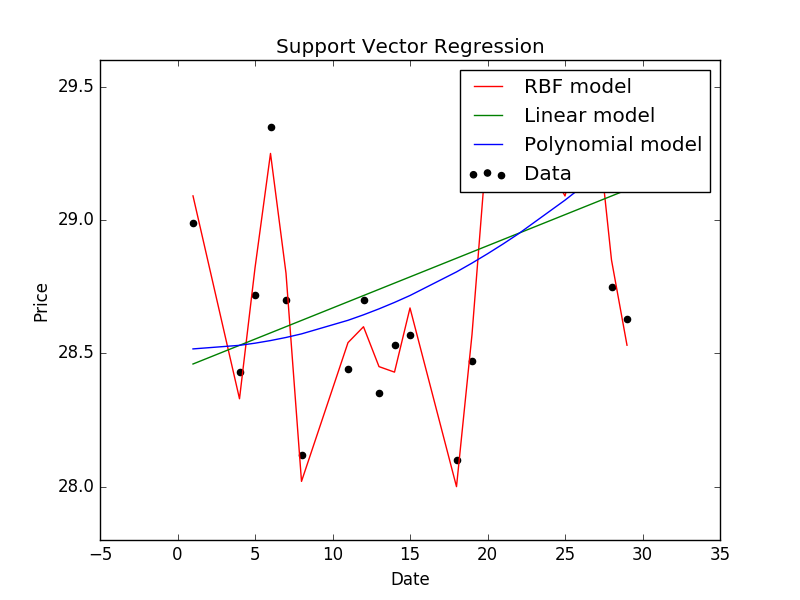 Support Vector Regression
RBF model
Linear model
Polynomial model
Data
29.5
29.0
28.5
28.0
Price
−5
0
5
10
15
20
25
30
35
Date